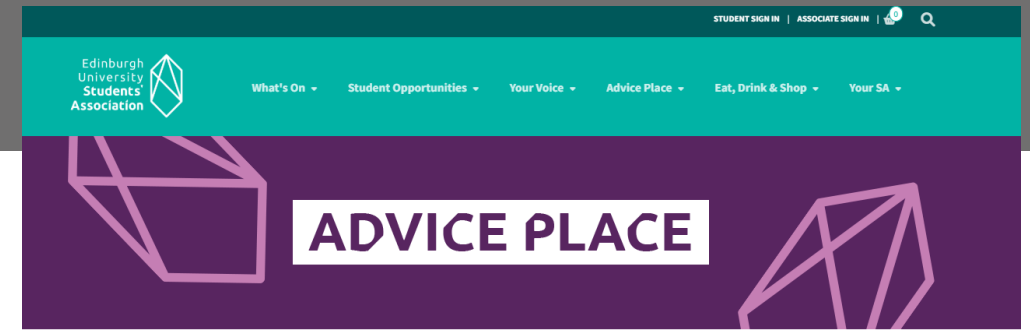 STUDENT SIGN IN | ASSOCIATE SIGN IN | 0
Edinburgh
University
Students'
Association
What's On Student Opportunities Your Voice Advice Place Eat, Drink & Shop Your SA
ADVICE PLACE